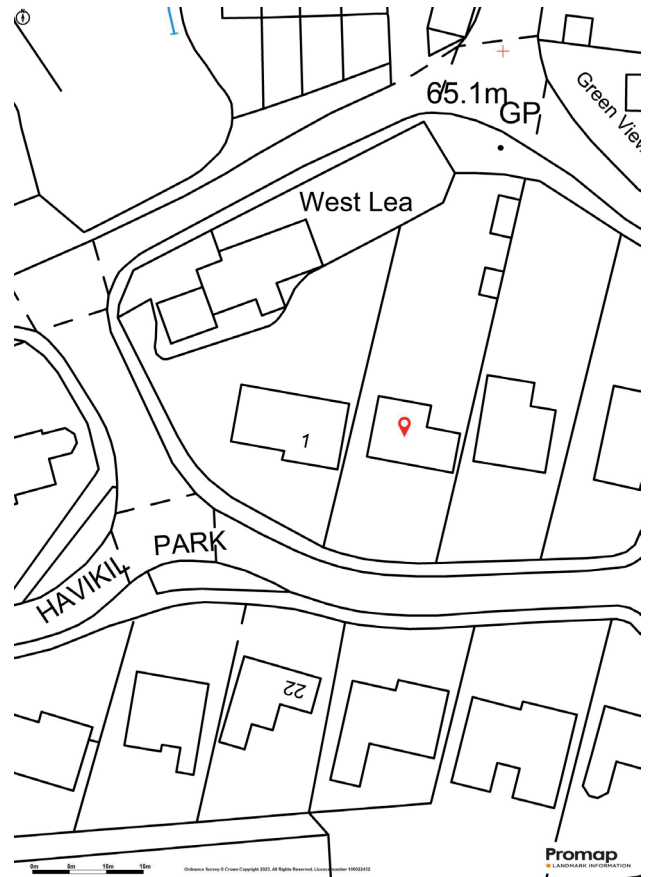 65.1m
GP
Green View
West Lea
1
HAVIKIL PARK
22
0m 5m 10m 15m
Ordnance Survey © Crown Copyright 2023. All Rights Reserved. Licence number 100022432
Promap
LANDMARK INFORMATION